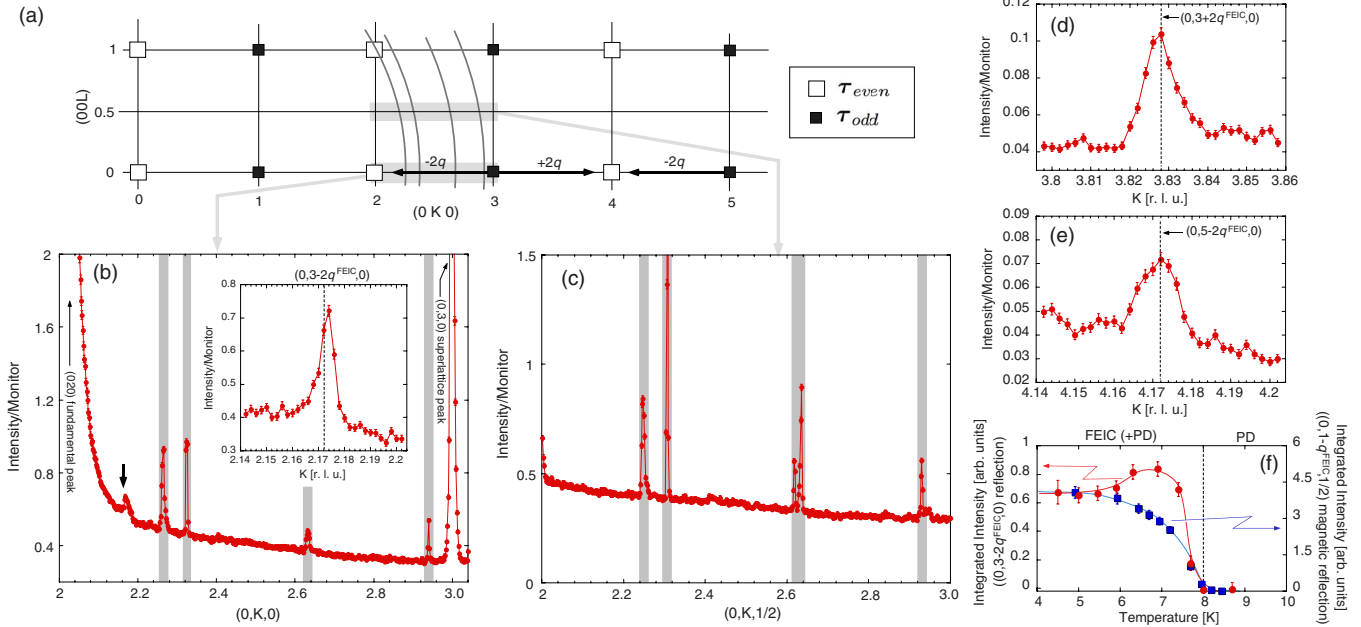 (a)
1
0.5
0
(00L)
-2q
+2q
-2q
0
1
2
3
4
5
(0 K 0)
τeven
τodd
(b)
2
1.6
1.2
0.8
0.4
Intensity/Monitor
(020) fundamental peak
(0,3,0) superlattice peak
2.0
2.2
2.4
2.6
2.8
3.0
(0,K,0)
(0,3-2qFEIC,0)
0.8
0.7
0.6
0.5
0.4
0.3
Intensity/Monitor
2.14
2.15
2.16
2.17
2.18
2.19
2.2
K [r. l. u.]
(c)
1.5
1
0.5
0
Intensity/Monitor
2.0
2.2
2.4
2.6
2.8
3.0
(0,K,1/2)
(d)
(0,3+2qFEIC,0)
0.12
0.10
0.08
0.06
0.04
Intensity/Monitor
3.8
3.81
3.82
3.83
3.84
3.85
3.86
K [r. l. u.]
(e)
(0,5-2qFEIC,0)
0.09
0.08
0.07
0.06
0.05
0.04
0.03
0.02
Intensity/Monitor
4.14
4.15
4.16
4.17
4.18
4.19
4.2
K [r. l. u.]
FEIC (+PD)
PD
(f)
1
0.8
0.6
0.4
0.2
0
Integrated Intensity [arb. units]
((0,3-2qFEIC,0) reflection)
6
4.5
3
1.5
0
Integrated Intensity [arb. units]
((0,1-qFEIC,1/2) magnetic reflection)
4
5
6
7
8
9
10
Temperature [K]